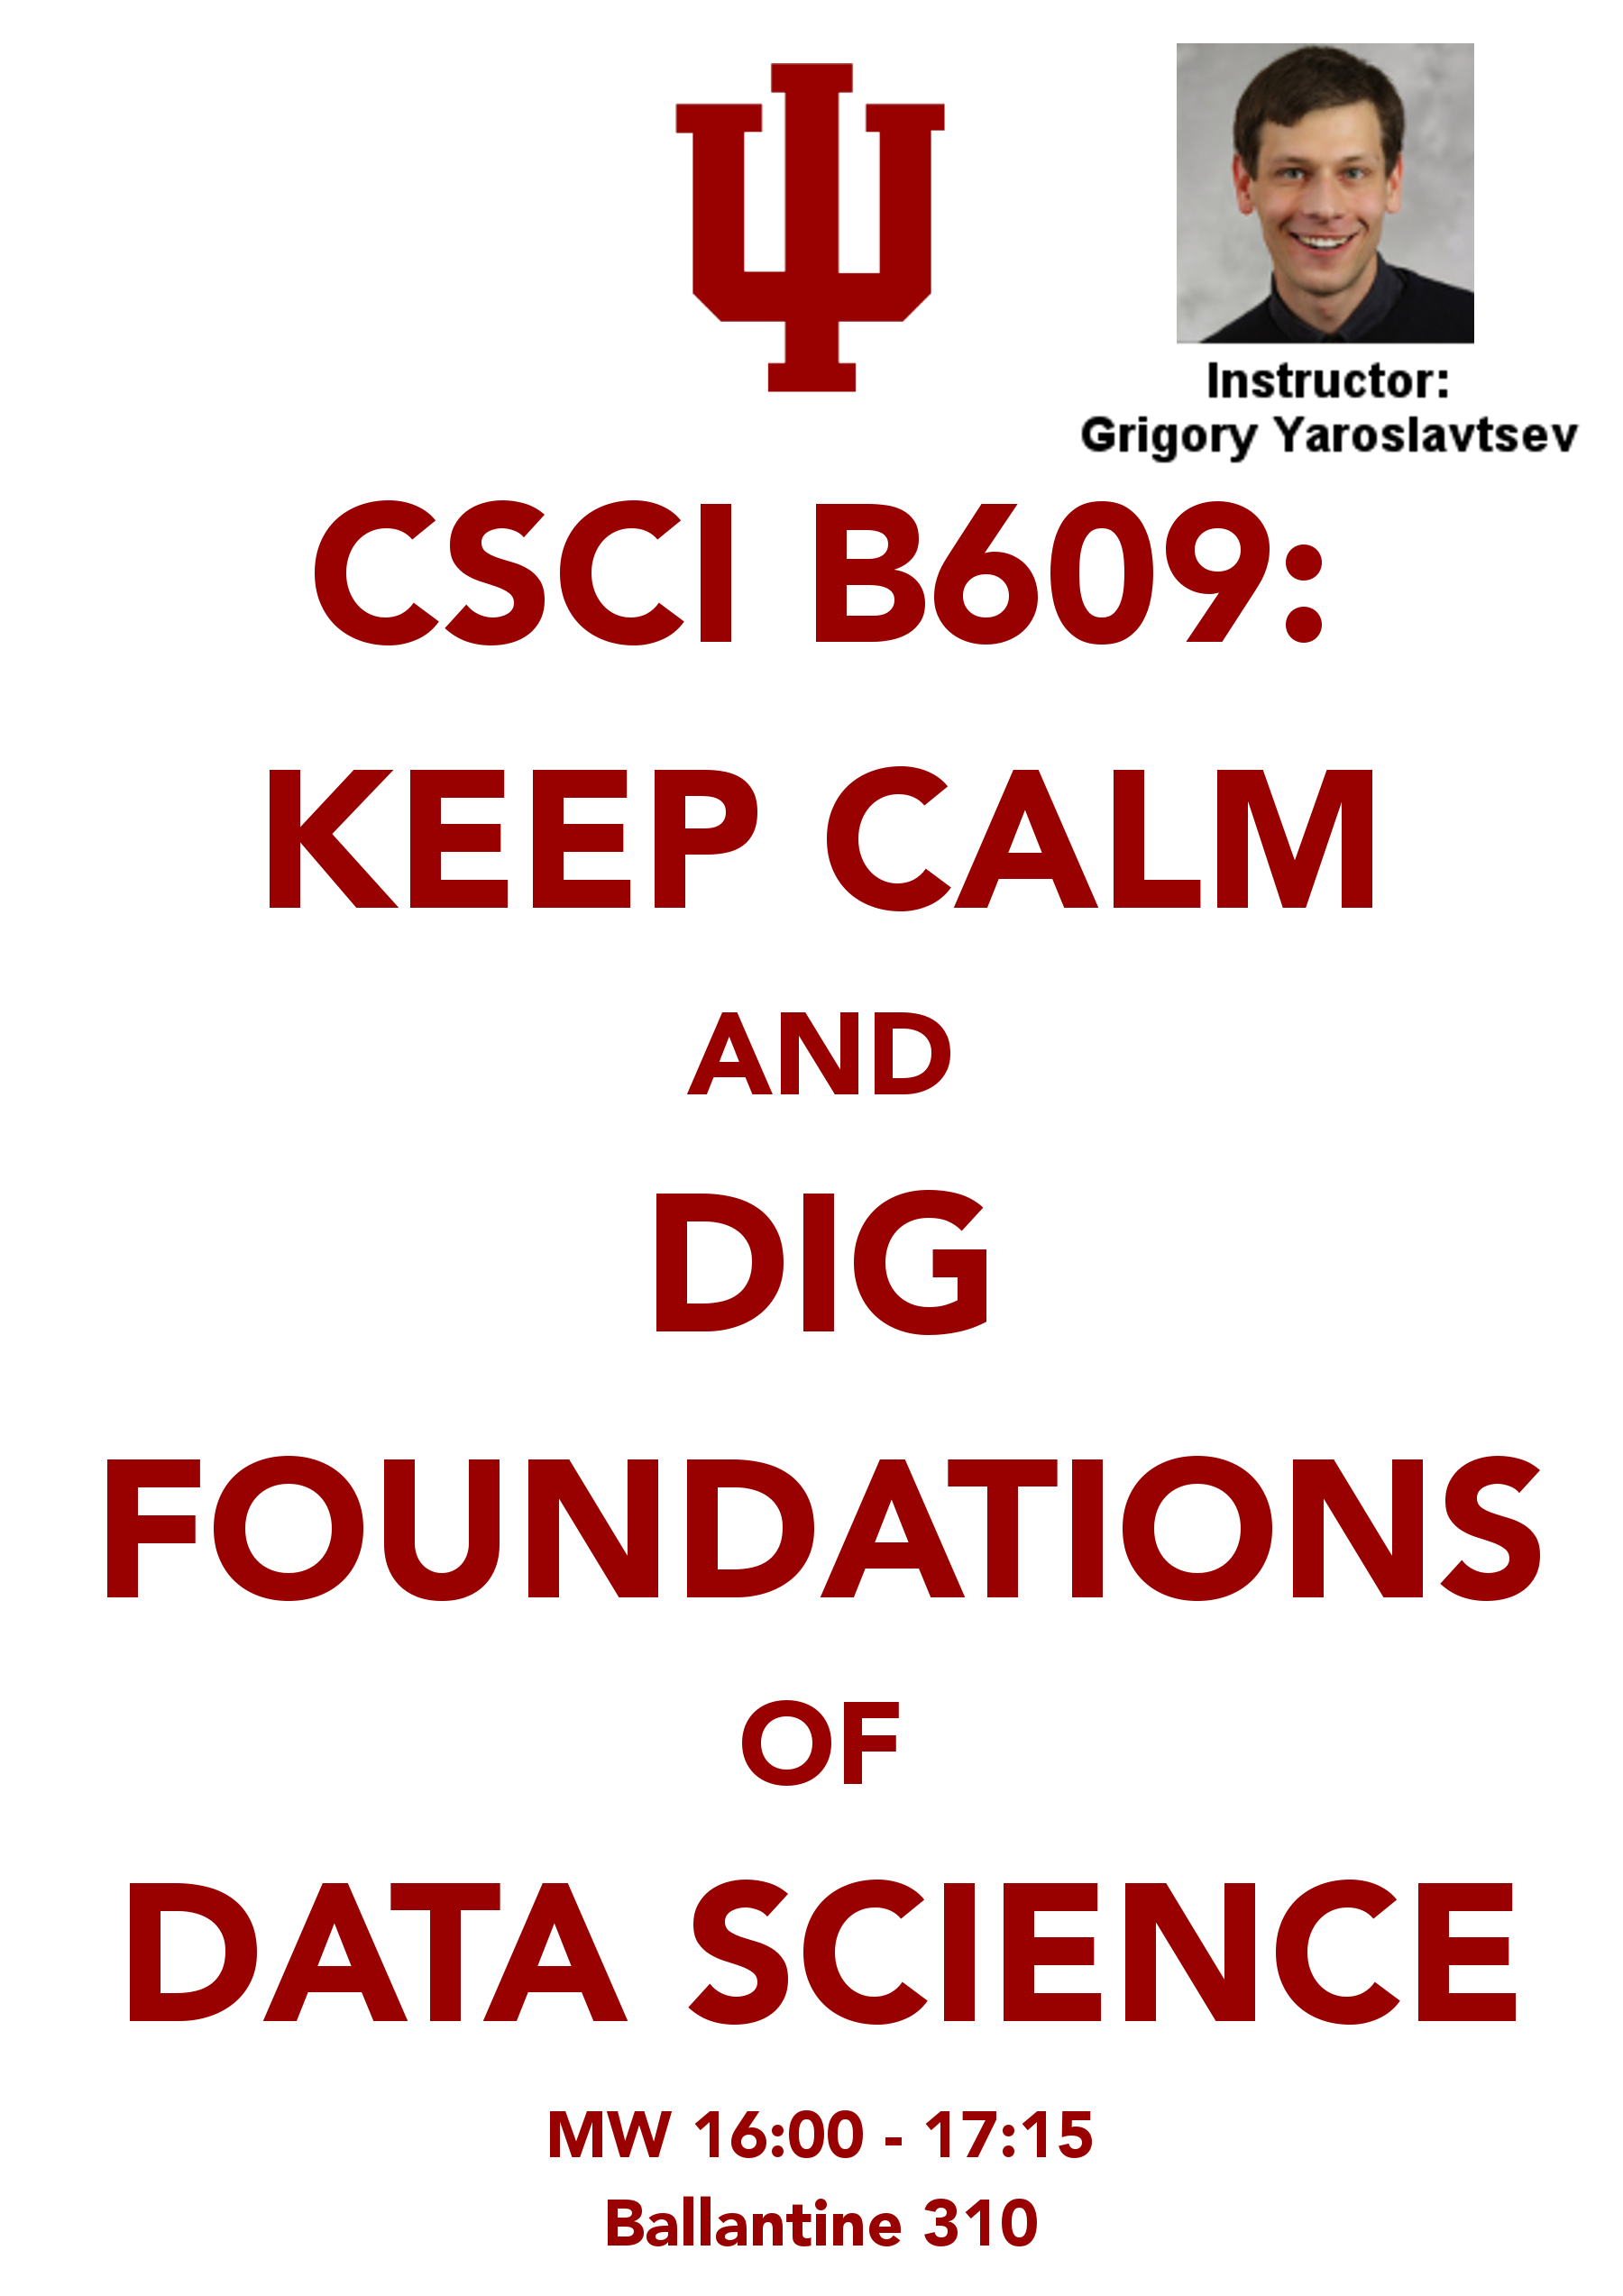 Instructor:
Grigory Yaroslavtsev
CSCI B609:
KEEP CALM
AND
DIG
FOUNDATIONS
OF
DATA SCIENCE
MW 16:00 - 17:15
Ballantine 310